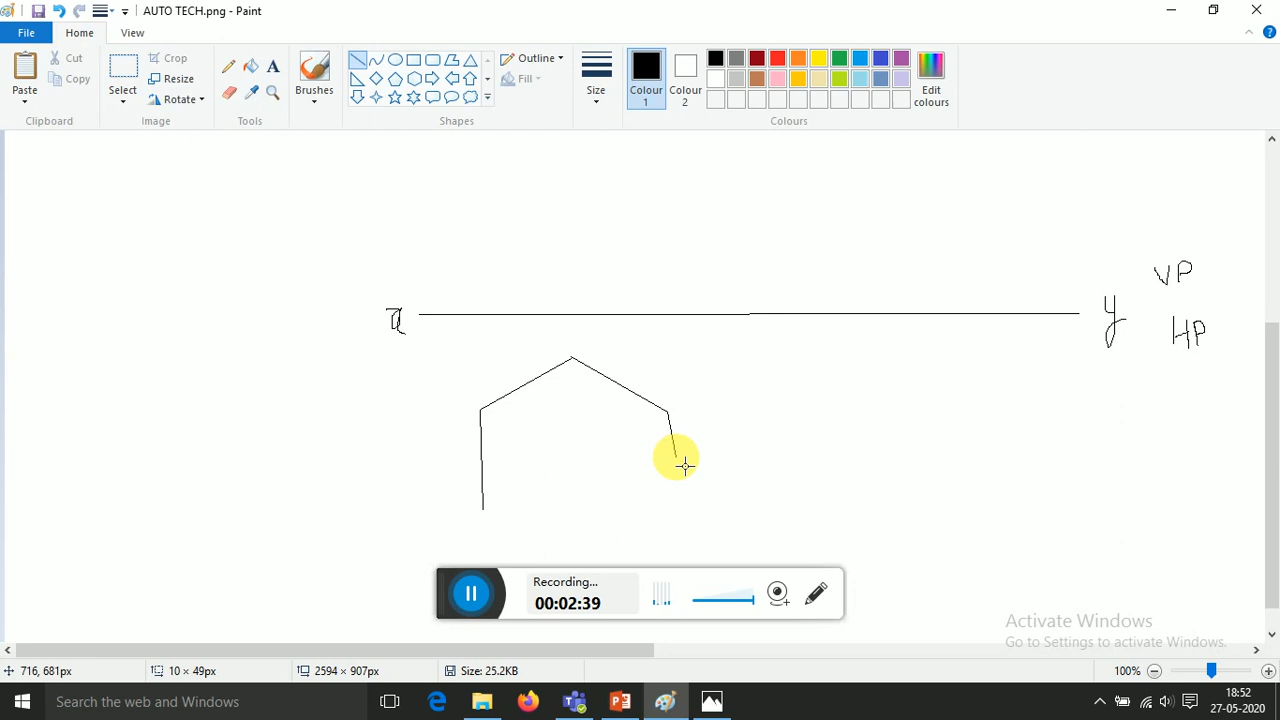 AUTO TECH.png - Paint
File Home View
Paste
Cut
Copy
Clipboard
Select
Crop
Resize
Rotate
Image
A
Tools
Brushes
Outline
Fill
Shapes
Size
Colour 1
Colour 2
Edit colours
Colours
VP
x
y
HP
Recording...
00:02:39
Activate Windows
Go to Settings to activate Windows.
716, 681px
10 × 49px
2594 × 907px
Size: 25.2KB
100%
Search the web and Windows
18:52
27-05-2020